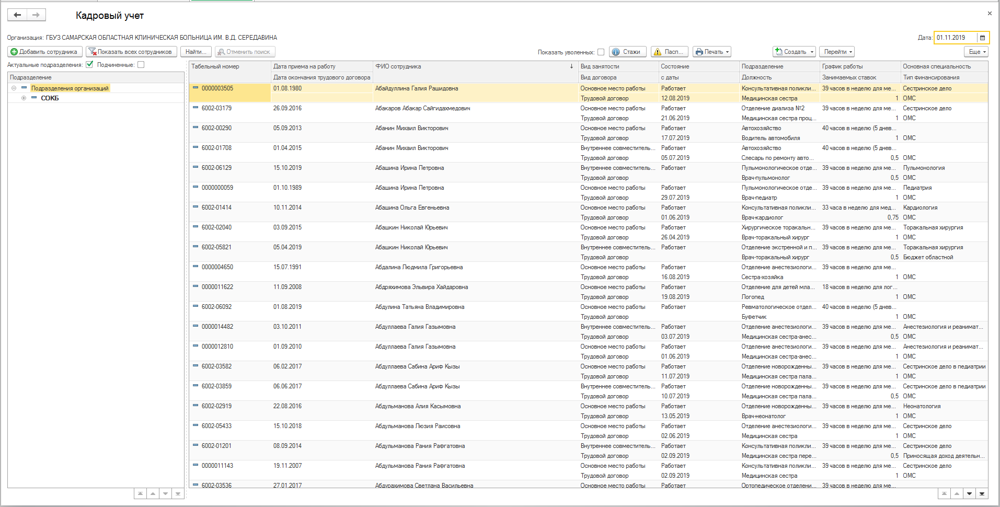 Кадровый учет
Организация: ГБУЗ САМАРСКАЯ ОБЛАСТНАЯ КЛИНИЧЕСКАЯ БОЛЬНИЦА ИМ. В.Д. СЕРЕДАВИНА
Дата: 01.11.2019
Добавить сотрудника Показать всех сотрудников Найти... Отменить поиск Показать уволенных: Стажи Пасп... Печать Создать Перейти Еще
Актуальные подразделения: Подчиненные:
Подразделение
Подразделения организаций
СОКБ
Табельный номер Дата приема на работу ФИО сотрудника Вид занятости Состояние Подразделение График работы Основная специальность
Дата окончания трудового договора Вид договора с даты Должность Занимаемых ставок Тип финансирования
0000003505 01.08.1980 Абайдуллина Галия Рашидовна Основное место работы Работает Консультативная поликли... 39 часов в неделю для ме... Сестринское дело
Трудовой договор 12.08.2019 Медицинская сестра 1 ОМС
6002-03179 26.09.2016 Абакаров Абакар Сайгидахмедович Основное место работы Работает Отделение диализа №2 39 часов в неделю для ме... Сестринское дело
Трудовой договор 21.06.2019 Медицинская сестра проц... 1 ОМС
6002-00290 05.09.2013 Абанин Михаил Викторович Основное место работы Работает Автохозяйство 40 часов в неделю (5 днев...
Трудовой договор 17.07.2019 Водитель автомобиля 1 ОМС
6002-01708 01.04.2015 Абанин Михаил Викторович Внутреннее совместитель... Работает Автохозяйство 40 часов в неделю (5 днев...
Трудовой договор 05.07.2019 Слесарь по ремонту авто... 0,5 ОМС
6002-06129 15.10.2019 Абашина Ирина Петровна Внутреннее совместитель... Работает Пульмонологическое отде... 39 часов в неделю для ме... Пульмонология
Трудовой договор Врач-пульмонолог 0,5 ОМС
0000000059 01.10.1989 Абашина Ирина Петровна Основное место работы Работает Пульмонологическое отде... 39 часов в неделю для ме... Педиатрия
Трудовой договор 29.07.2019 Врач-педиатр 1 ОМС
6002-01414 10.11.2014 Абашина Ольга Евгеньевна Основное место работы Работает Консультативная поликли... 33 часа в неделю для мед... Кардиология
Трудовой договор 01.06.2019 Врач-кардиолог 0,75 ОМС
6002-02040 03.09.2015 Абашкин Николай Юрьевич Основное место работы Работает Хирургическое торакальн... 39 часов в неделю для ме... Торакальная хирургия
Трудовой договор 26.04.2019 Врач-торакальный хирург 1 ОМС
6002-05821 05.04.2019 Абашкин Николай Юрьевич Внутреннее совместитель... Работает Отделение экстренной и п... 39 часов в неделю для ме... Торакальная хирургия
Трудовой договор Врач-торакальный хирург 0,5 Бюджет областной
0000004650 15.07.1991 Абдалина Людмила Григорьевна Основное место работы Работает Отделение анестезиологи... 39 часов в неделю для ме...
Трудовой договор 16.08.2019 Сестра-хозяйка 1 ОМС
0000011622 11.09.2008 Абдряхимова Эльвира Хайдаровна Основное место работы Работает Отделение для детей мла... 18 часов в неделю для лог...
Трудовой договор 19.08.2019 Логопед 1 ОМС
6002-06092 01.08.2019 Абдулина Татьяна Владимировна Основное место работы Работает Ревматологическое отдел... 40 часов в неделю (5 днев...
Трудовой договор Буфетчик 1 ОМС
0000014482 03.10.2011 Абдуллаева Галия Газымовна Внутреннее совместитель... Работает Отделение анестезиологи... 39 часов в неделю для ме... Анестезиология и реанимат...
Трудовой договор 03.07.2019 Медицинская сестра-анес... 0,5 ОМС
0000012810 01.09.2010 Абдуллаева Галия Газымовна Основное место работы Работает Отделение анестезиологи... 39 часов в неделю для ме... Анестезиология и реанимат...
Трудовой договор 01.06.2019 Медицинская сестра-анес... 1 ОМС
6002-03582 06.02.2017 Абдуллаева Сабина Ариф Кызы Основное место работы Работает Отделение новорожденны... 39 часов в неделю для ме... Сестринское дело в педиатрии
Трудовой договор 11.07.2019 Медицинская сестра пала... 1 ОМС
6002-03859 06.06.2017 Абдуллаева Сабина Ариф Кызы Внутреннее совместитель... Работает Отделение новорожденны... 39 часов в неделю для ме... Сестринское дело в педиатрии
Трудовой договор 10.07.2019 Медицинская сестра пала... 0,5 ОМС
6002-02919 22.08.2016 Абдульманова Алия Касымовна Основное место работы Работает Отделение новорожденны... 39 часов в неделю для ме... Неонатология
Трудовой договор 13.05.2019 Врач-неонатолог 1 ОМС
6002-05433 15.10.2018 Абдульманова Люзия Раисовна Основное место работы Работает Отделение анестезиологи... 39 часов в неделю для ме... Сестринское дело
Трудовой договор 02.06.2019 Медицинская сестра 1 ОМС
6002-01201 08.09.2014 Абдульманова Рания Рафгатовна Внутреннее совместитель... Работает Консультативная поликли... 39 часов в неделю для ме... Сестринское дело
Трудовой договор 02.09.2019 Медицинская сестра пере... 0,5 Приносящая доход деятельн...
0000011143 19.11.2007 Абдульманова Рания Рафгатовна Основное место работы Работает Консультативная поликли... 39 часов в неделю для ме... Сестринское дело
Трудовой договор 02.09.2019 Медицинская сестра 1 ОМС
6002-03536 27.01.2017 Абдурахимова Светлана Васильевна Основное место работы Работает Ортопедическое отделени... 39 часов в неделю для ме... Сестринское дело